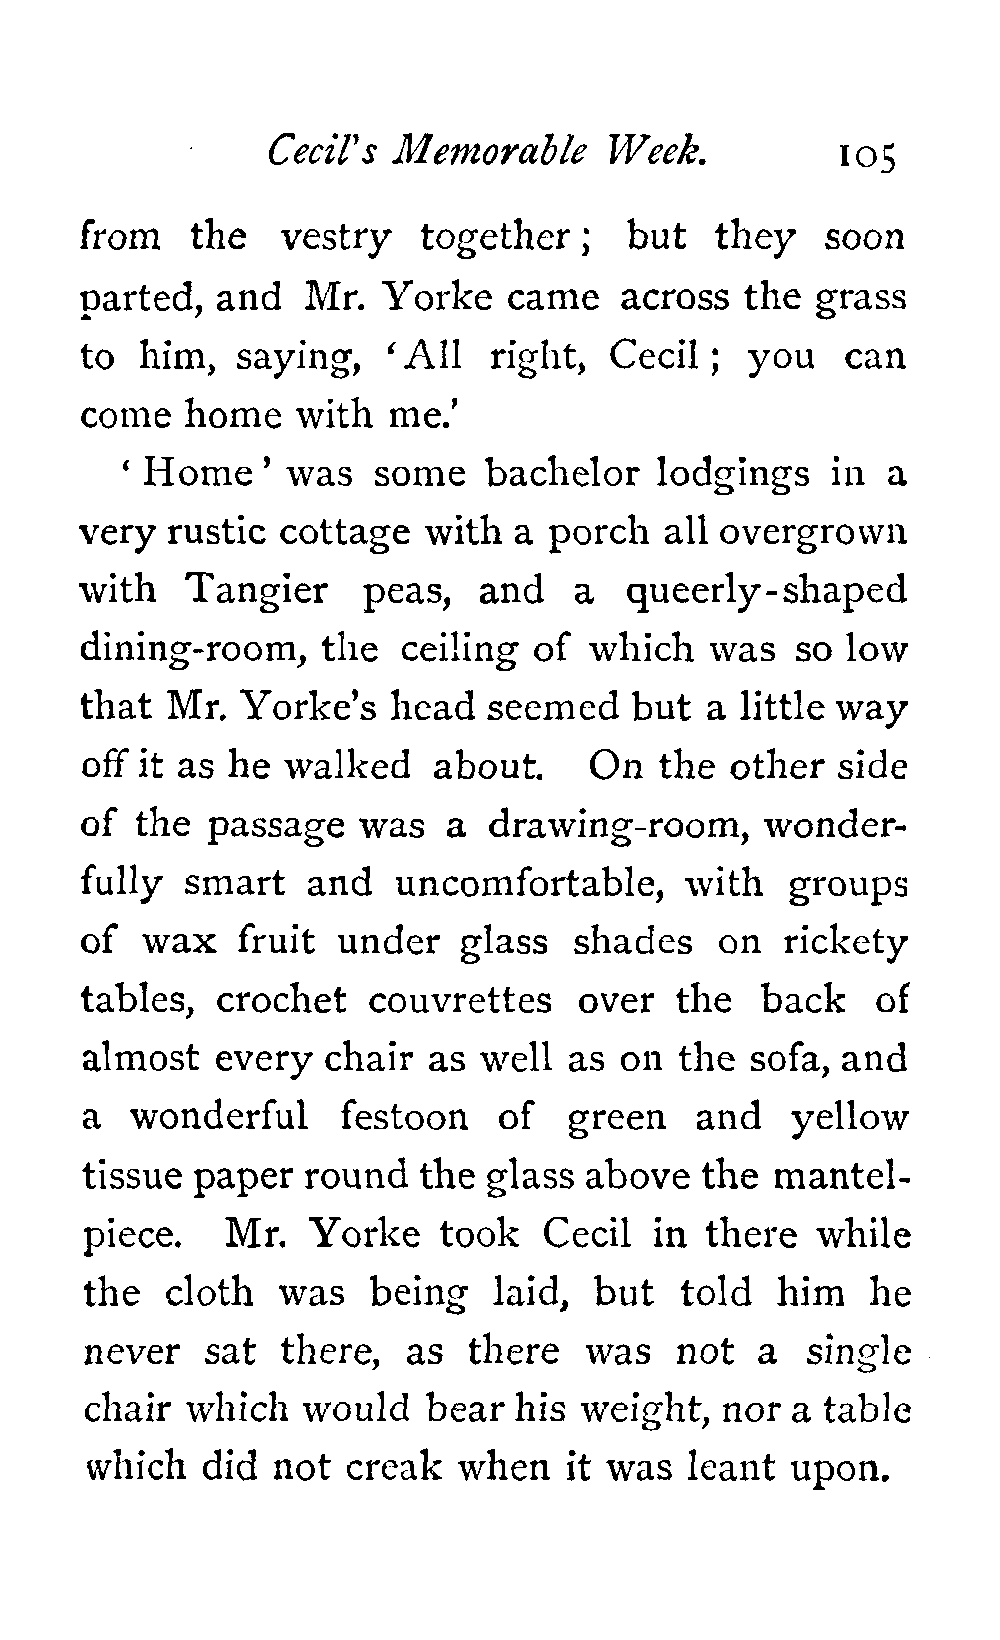 Cecil's Memorable Week. 105
from the vestry together ; but they soon
parted, and Mr. Yorke came across the grass
to him, saying, ‘ All right, Cecil ; you can
come home with me.’
‘ Home ’ was some bachelor lodgings in a
very rustic cottage with a porch all overgrown
with Tangier peas, and a queerly-shaped
dining-room, the ceiling of which was so low
that Mr. Yorke’s head seemed but a little way
off it as he walked about. On the other side
of the passage was a drawing-room, wonder-
fully smart and uncomfortable, with groups
of wax fruit under glass shades on rickety
tables, crochet couvrettes over the back of
almost every chair as well as on the sofa, and
a wonderful festoon of green and yellow
tissue paper round the glass above the mantel-
piece. Mr. Yorke took Cecil in there while
the cloth was being laid, but told him he
never sat there, as there was not a single
chair which would bear his weight, nor a table
which did not creak when it was leant upon.